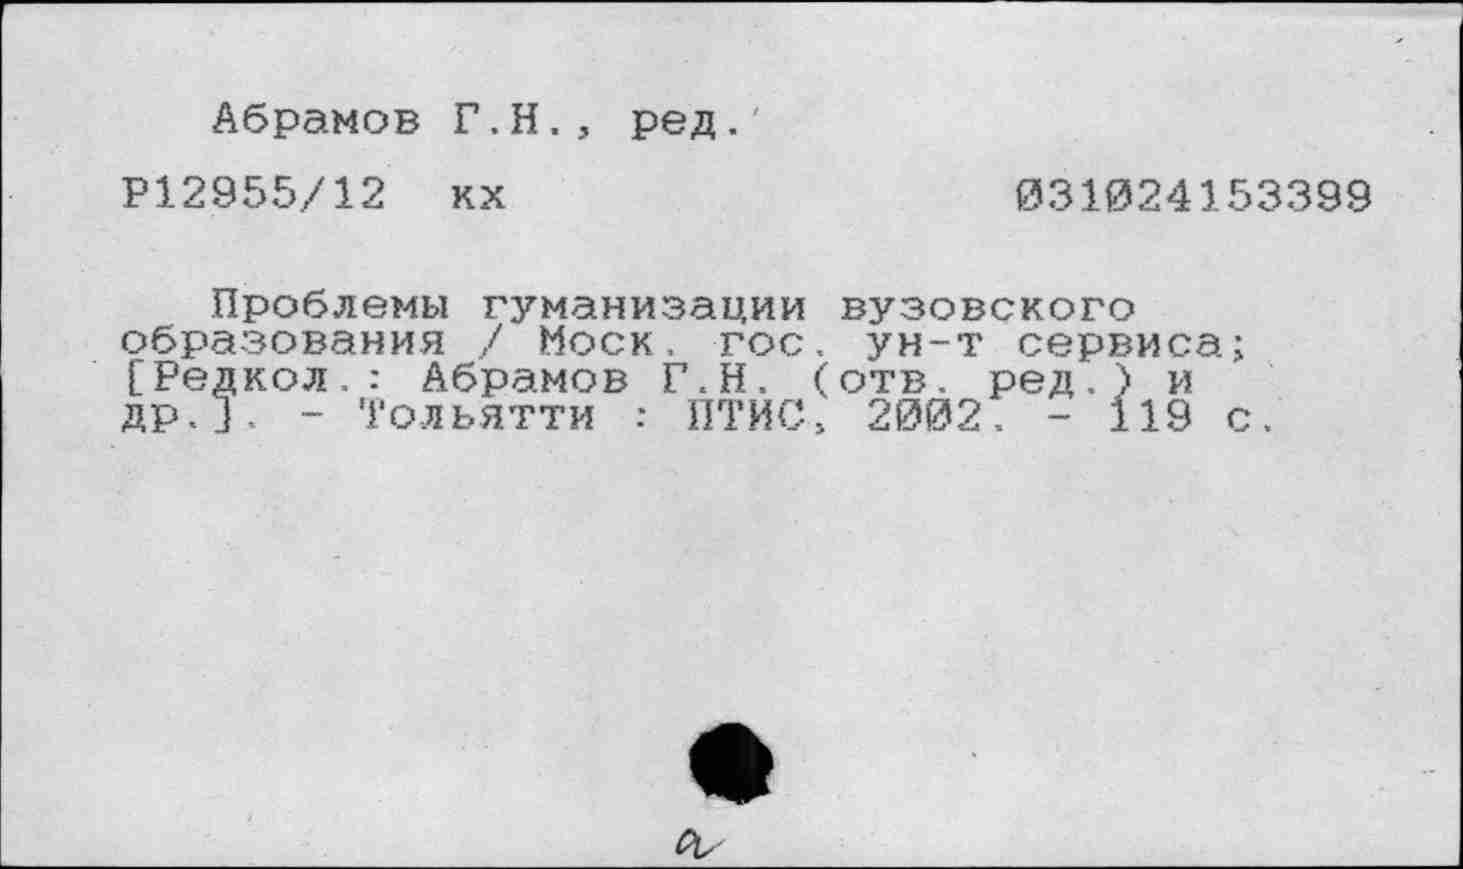 Абрамов Г.Н., ред.
Р12955/12 кх 031024153399
Проблемы гуманизации вузовского
образования / Моск. гос. ун-т сервиса;
[Редкол.: Абрамов Г.Н. (отв. ред.) и
др.]. - Тольятти : ПТИС, 2002. - 119 с.